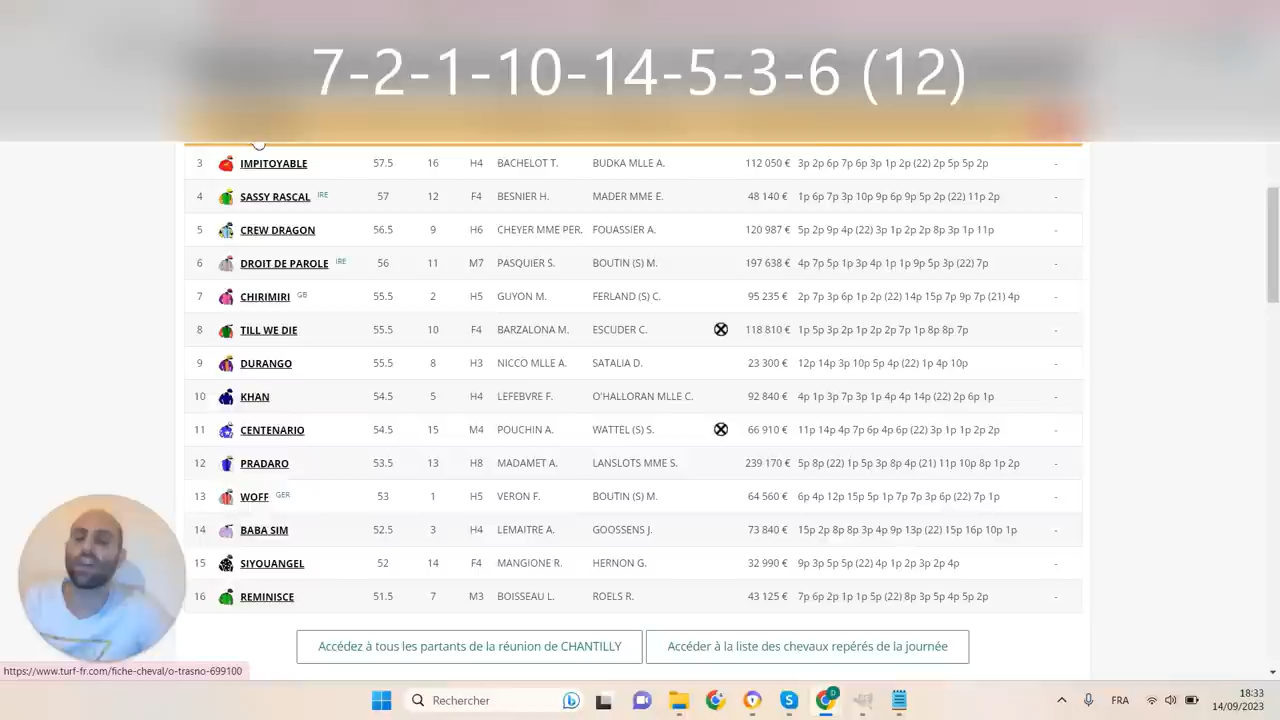 7-2-1-10-14-5-3-6 (12)
3 IMPITOYABLE 57.5 16 H4 BACHELOT T. BUDKA MLLE A. 112 050 € 3p 2p 6p 7p 6p 3p 1p 2p (22) 2p 5p 5p 2p -
4 SASSY RASCAL IRE 57 12 F4 BESNIER H. MADER MME E. 48 140 € 1p 6p 7p 3p 10p 9p 6p 9p 5p 2p (22) 11p 2p -
5 CREW DRAGON 56.5 9 H6 CHEYER MME PER. FOUASSIER A. 120 987 € 5p 2p 9p 4p (22) 3p 1p 2p 2p 8p 3p 1p 11p -
6 DROIT DE PAROLE IRE 56 11 M7 PASQUIER S. BOUTIN (S) M. 197 638 € 4p 7p 5p 1p 3p 4p 1p 1p 9p 5p 3p (22) 7p -
7 CHIRIMIRI GB 55.5 2 H5 GUYON M. FERLAND (S) C. 95 235 € 2p 7p 3p 6p 1p 2p (22) 14p 15p 7p 9p 7p (21) 4p -
8 TILL WE DIE 55.5 10 F4 BARZALONA M. ESCUDER C. 118 810 € 1p 5p 3p 2p 1p 2p 2p 7p 1p 8p 8p 7p -
9 DURANGO 55.5 8 H3 NICCO MLLE A. SATALIA D. 23 300 € 12p 14p 3p 10p 5p 4p (22) 1p 4p 10p -
10 KHAN 54.5 5 H4 LEFEBVRE F. O'HALLORAN MLLE C. 92 840 € 4p 1p 3p 7p 3p 1p 4p 4p 14p (22) 2p 6p 1p -
11 CENTENARIO 54.5 15 M4 POUCHIN A. WATTEL (S) S. 66 910 € 11p 14p 4p 7p 6p 4p 6p (22) 3p 1p 1p 2p 2p -
12 PRADARO 53.5 13 H8 MADAMET A. LANSLOTS MME S. 239 170 € 5p 8p (22) 1p 5p 3p 8p 4p (21) 11p 10p 8p 1p 2p -
13 WOFF GER 53 1 H5 VERON F. BOUTIN (S) M. 64 560 € 6p 4p 12p 15p 5p 1p 7p 7p 3p 6p (22) 7p 1p -
14 BABA SIM 52.5 3 H4 LEMAITRE A. GOOSSENS J. 73 840 € 15p 2p 8p 8p 3p 4p 9p 13p (22) 15p 16p 10p 1p -
15 SIYOUANGEL 52 14 F4 MANGIONE R. HERNON G. 32 990 € 9p 3p 5p 5p (22) 4p 1p 2p 3p 2p 4p -
16 REMINISCE 51.5 7 M3 BOISSEAU L. ROELS R. 43 125 € 7p 6p 2p 1p 1p 5p (22) 8p 3p 5p 4p 5p 2p -
Accédez à tous les partants de la réunion de CHANTILLY Accéder à la liste des chevaux repérés de la journée
https://www.turf-fr.com/fiche-cheval/o-trasno-699100
Rechercher FRA 18:33
14/09/2023